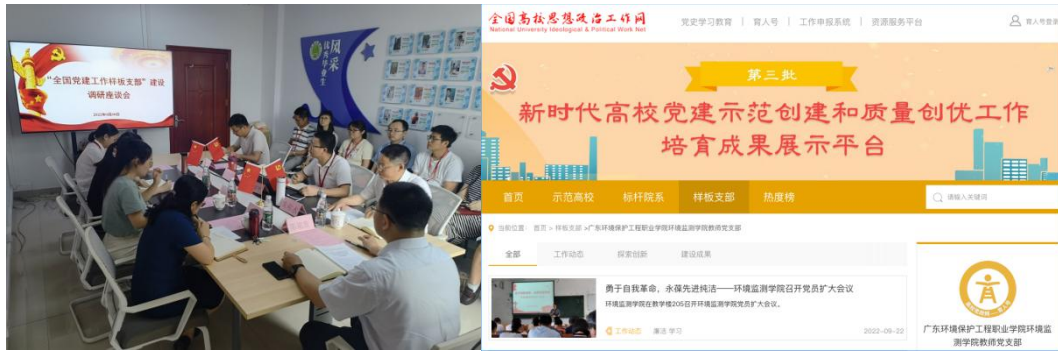 "全国党建工作样板支部"建设
调研座谈会
风采
优秀毕业生
全国高校思想政治工作网
National University Ideological & Political Work Net
党史学习教育 | 育人号 | 工作申报系统 | 资源服务平台
育人号登录
第三批
新时代高校党建示范创建和质量创优工作
培育成果展示平台
首页 示范高校 标杆院系 样板支部 热度榜
请输入关键词
当前位置: 首页 > 样板支部 >广东环境保护工程职业学院环境监测学院教师党支部
全部 工作动态 探索创新 建设成果
勇于自我革命，永葆先进纯洁——环境监测学院召开党员扩大会议
环境监测学院在教学楼205召开环境监测学院党员扩大会议。
工作动态 廉洁 学习
2022-09-22
广东环境保护工程职业学院环境监
测学院教师党支部